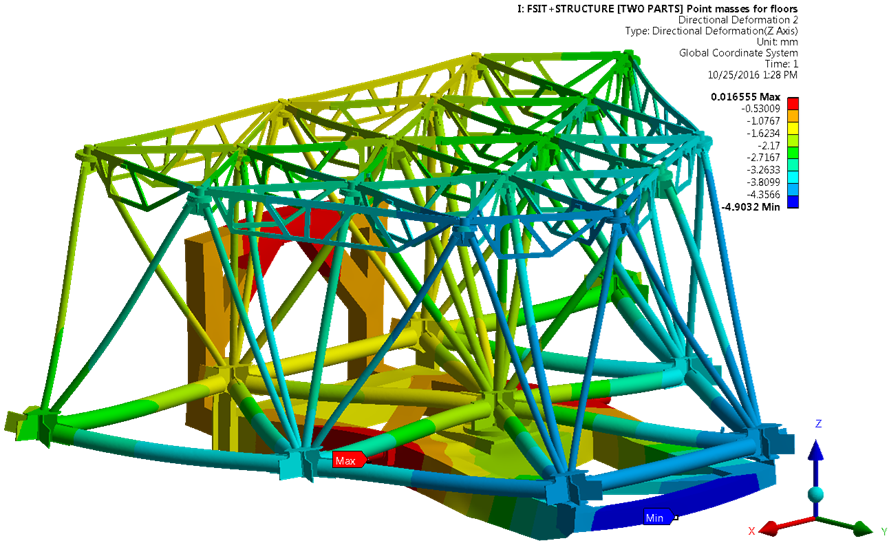 I: FSIT+STRUCTURE [TWO PARTS] Point masses for floors
Directional Deformation 2
Type: Directional Deformation(Z Axis)
Unit: mm
Global Coordinate System
Time: 1
10/25/2016 1:28 PM
0.016555 Max
-0.53009
-1.0767
-1.6234
-2.17
-2.7167
-3.2633
-3.8099
-4.3566
-4.9032 Min
Max
Min
Z
X
Y